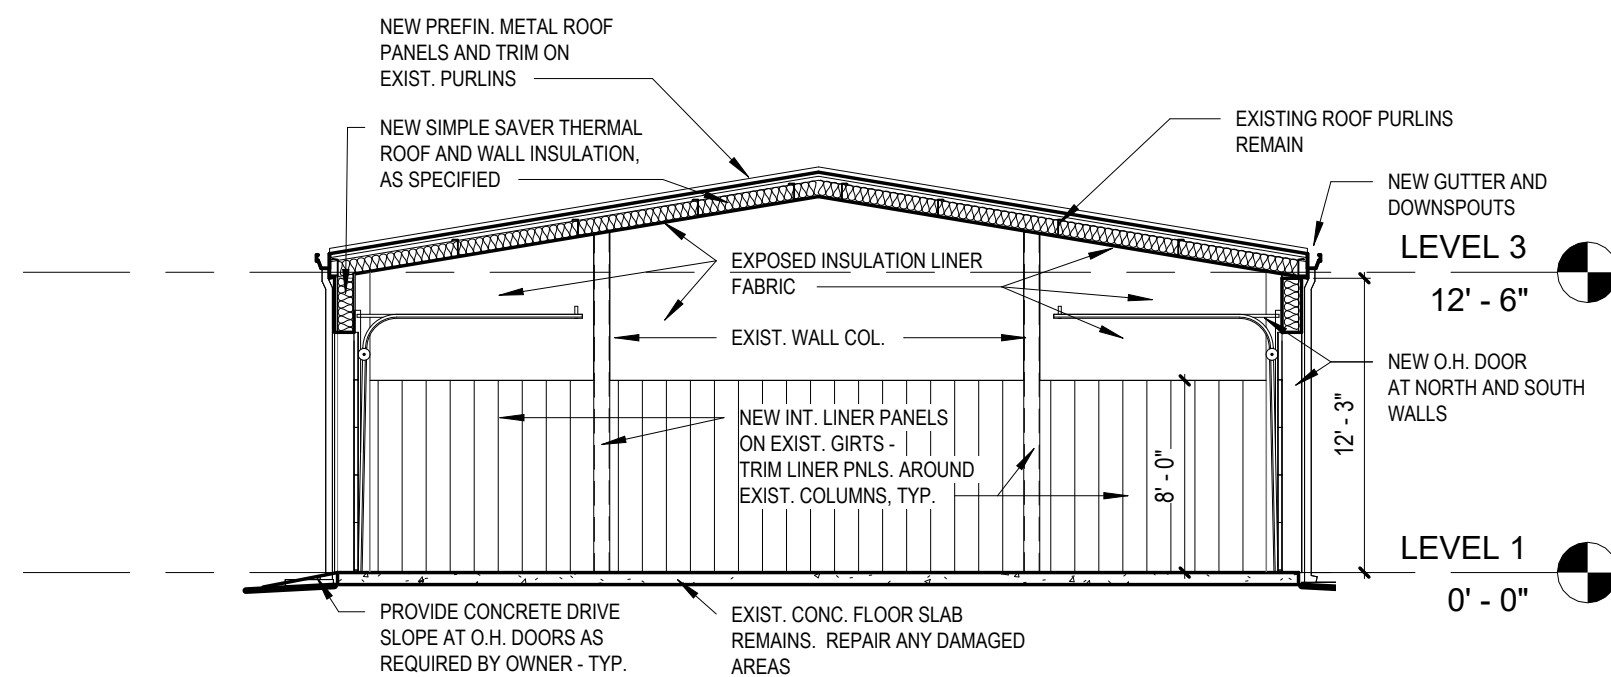 NEW PREFIN. METAL ROOF
PANELS AND TRIM ON
EXIST. PURLINS
NEW SIMPLE SAVER THERMAL
ROOF AND WALL INSULATION,
AS SPECIFIED
EXISTING ROOF PURLINS
REMAIN
NEW GUTTER AND
DOWNSPOUTS
LEVEL 3
12' - 6"
EXPOSED INSULATION LINER
FABRIC
EXIST. WALL COL.
NEW O.H. DOOR
AT NORTH AND SOUTH
WALLS
12' - 3"
NEW INT. LINER PANELS
ON EXIST. GIRTS -
TRIM LINER PNLS. AROUND
EXIST. COLUMNS, TYP.
8' - 0"
LEVEL 1
0' - 0"
PROVIDE CONCRETE DRIVE
SLOPE AT O.H. DOORS AS
REQUIRED BY OWNER - TYP.
EXIST. CONC. FLOOR SLAB
REMAINS.  REPAIR ANY DAMAGED
AREAS